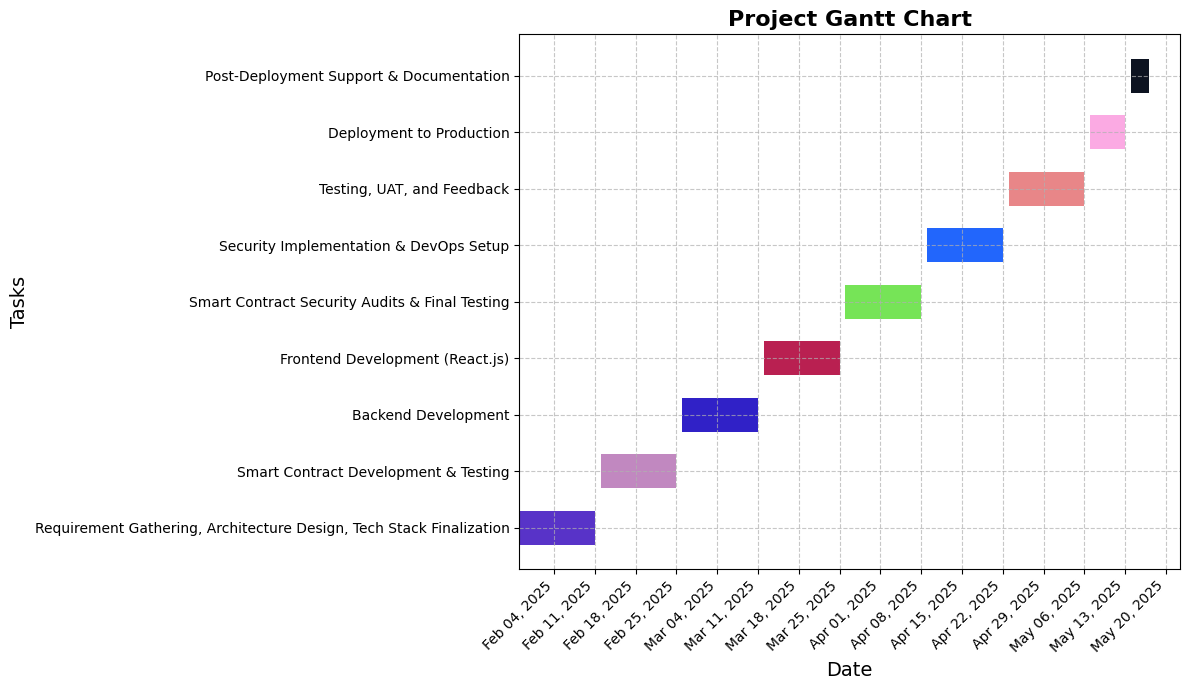 Project Gantt Chart
Tasks
Post-Deployment Support & Documentation
Deployment to Production
Testing, UAT, and Feedback
Security Implementation & DevOps Setup
Smart Contract Security Audits & Final Testing
Frontend Development (React.js)
Backend Development
Smart Contract Development & Testing
Requirement Gathering, Architecture Design, Tech Stack Finalization
Feb 04, 2025
Feb 11, 2025
Feb 18, 2025
Feb 25, 2025
Mar 04, 2025
Mar 11, 2025
Mar 18, 2025
Mar 25, 2025
Apr 01, 2025
Apr 08, 2025
Apr 15, 2025
Apr 22, 2025
Apr 29, 2025
May 06, 2025
May 13, 2025
May 20, 2025
Date